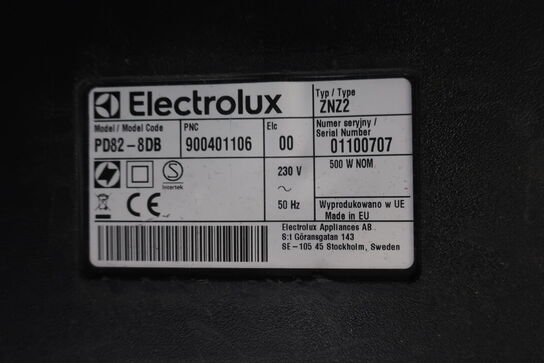 Electrolux
Typ / Type
ZNZ2
Model / Model Code
PD82-8DB
PNC
900401106
Elc
00
Numer seryjny /
Serial Number
01100707
S
Intertek
CE
230 V
~
50 Hz
500 W NOM
Wyprodukowano w UE
Made in EU
Electrolux Appliances AB
S:t Göransgatan 143
SE-105 45 Stockholm, Sweden